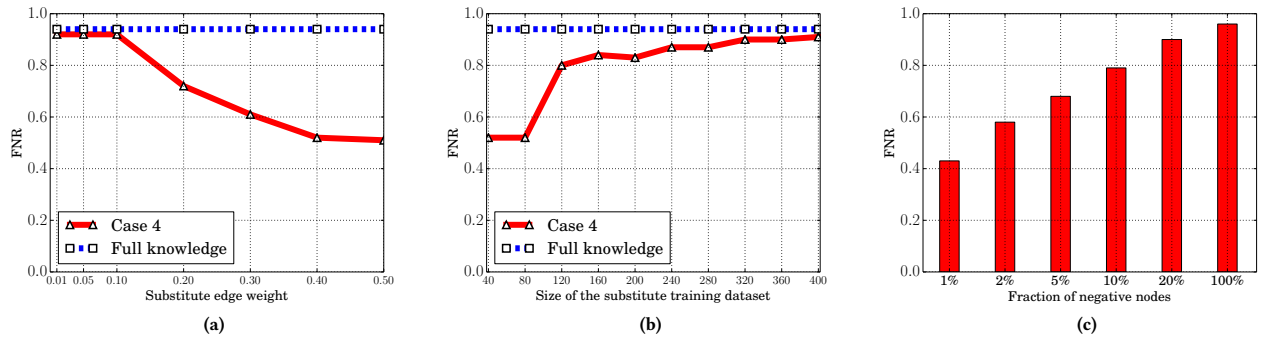 1.0
0.8
0.6
0.4
0.2
0.0
FNR
0.01 0.05 0.10 0.20 0.30 0.40 0.50
Substitute edge weight
Case 4
Full knowledge
(a)
1.0
0.8
0.6
0.4
0.2
0.0
FNR
40 80 120 160 200 240 280 320 360 400
Size of the substitute training dataset
Case 4
Full knowledge
(b)
1.0
0.8
0.6
0.4
0.2
0.0
FNR
1% 2% 5% 10% 20% 100%
Fraction of negative nodes
(c)